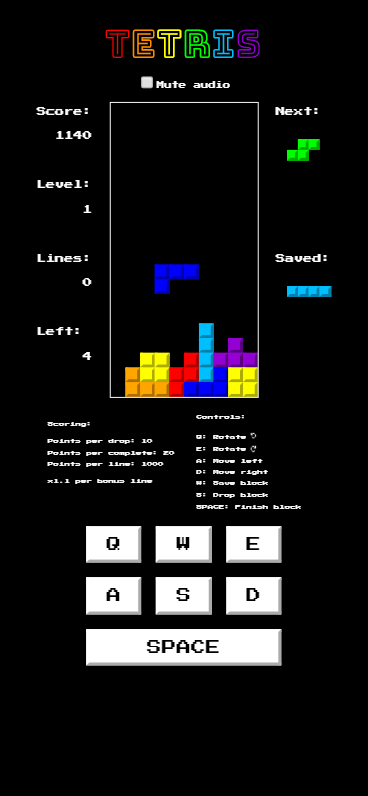 TETRIS
Mute audio
Score:
1140
Next:
Level:
1
Lines:
0
Saved:
Left:
4
Scoring:
Points per drop: 10
Points per complete: 20
Points per line: 1000
x1.1 per bonus line
Controls:
Q: Rotate
E: Rotate
A: Move left
D: Move right
W: Save block
S: Drop block
SPACE: Finish block
Q W E
A S D
SPACE